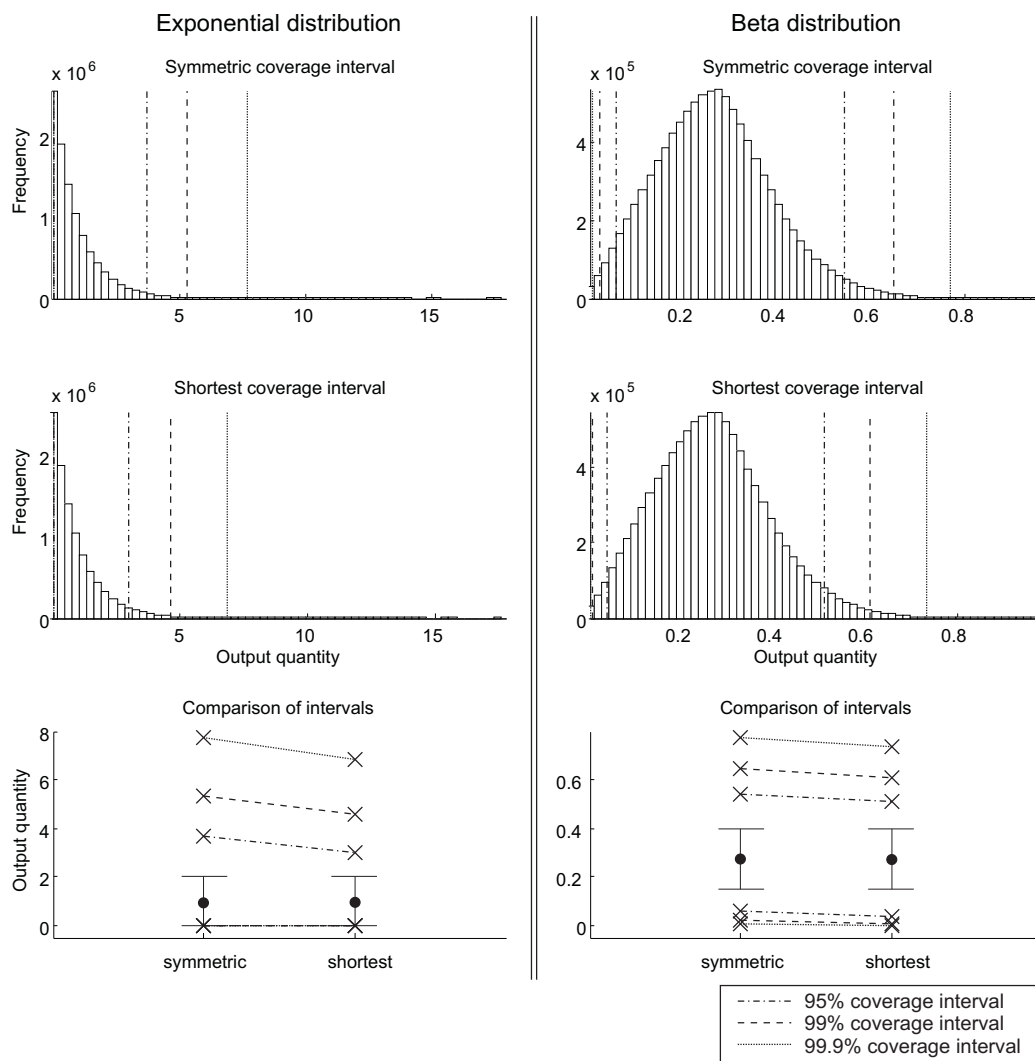 Exponential distribution
Symmetric coverage interval
x 10^6
Frequency
2
1
0
5
10
15
Shortest coverage interval
x 10^6
Frequency
2
1
0
5
10
15
Output quantity
Comparison of intervals
Output quantity
8
6
4
2
0
symmetric
shortest
Beta distribution
Symmetric coverage interval
x 10^5
4
2
0
0.2
0.4
0.6
0.8
Shortest coverage interval
x 10^5
4
2
0
0.2
0.4
0.6
0.8
Output quantity
Comparison of intervals
0.6
0.4
0.2
0
symmetric
shortest
95% coverage interval
99% coverage interval
99.9% coverage interval